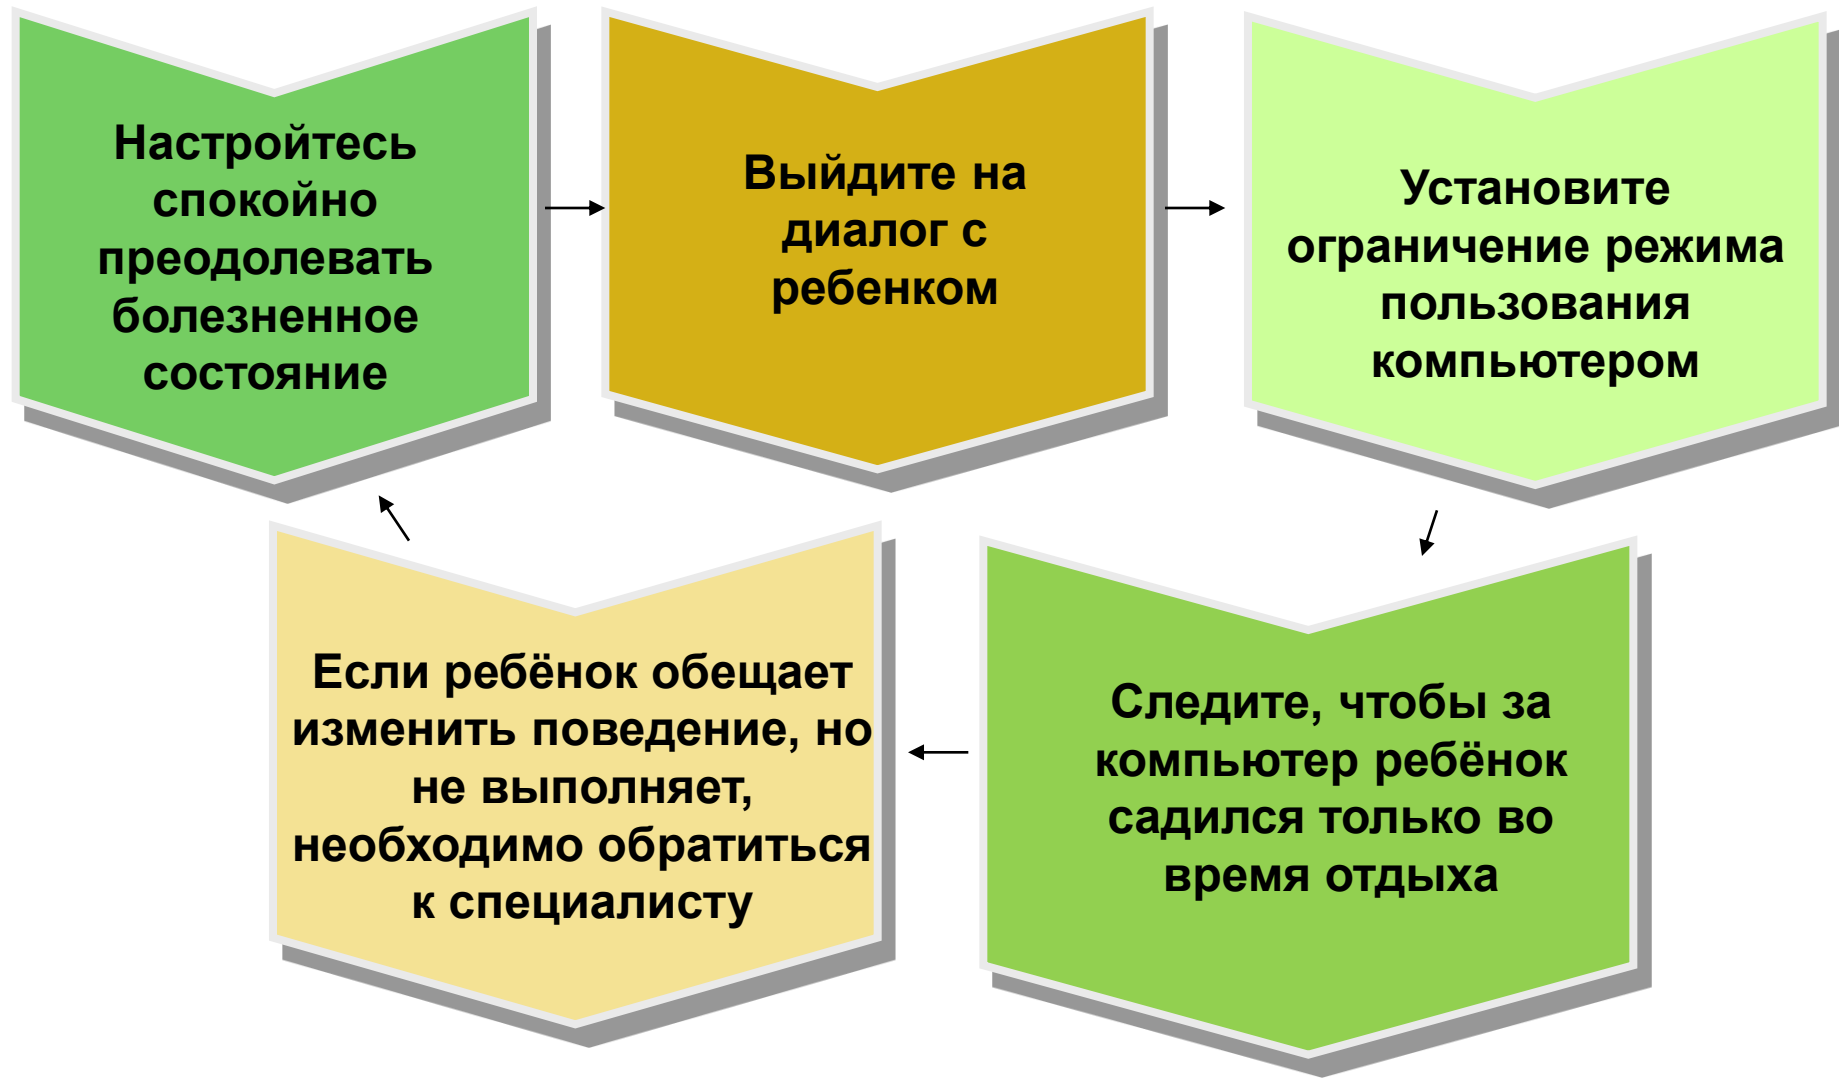 Настройтесь
спокойно
преодолевать
болезненное
состояние
Выйдите на
диалог с
ребенком
Установите
ограничение режима
пользования
компьютером
Следите, чтобы за
компьютер ребёнок
садился только во
время отдыха
Если ребёнок обещает
изменить поведение, но
не выполняет,
необходимо обратиться
к специалисту